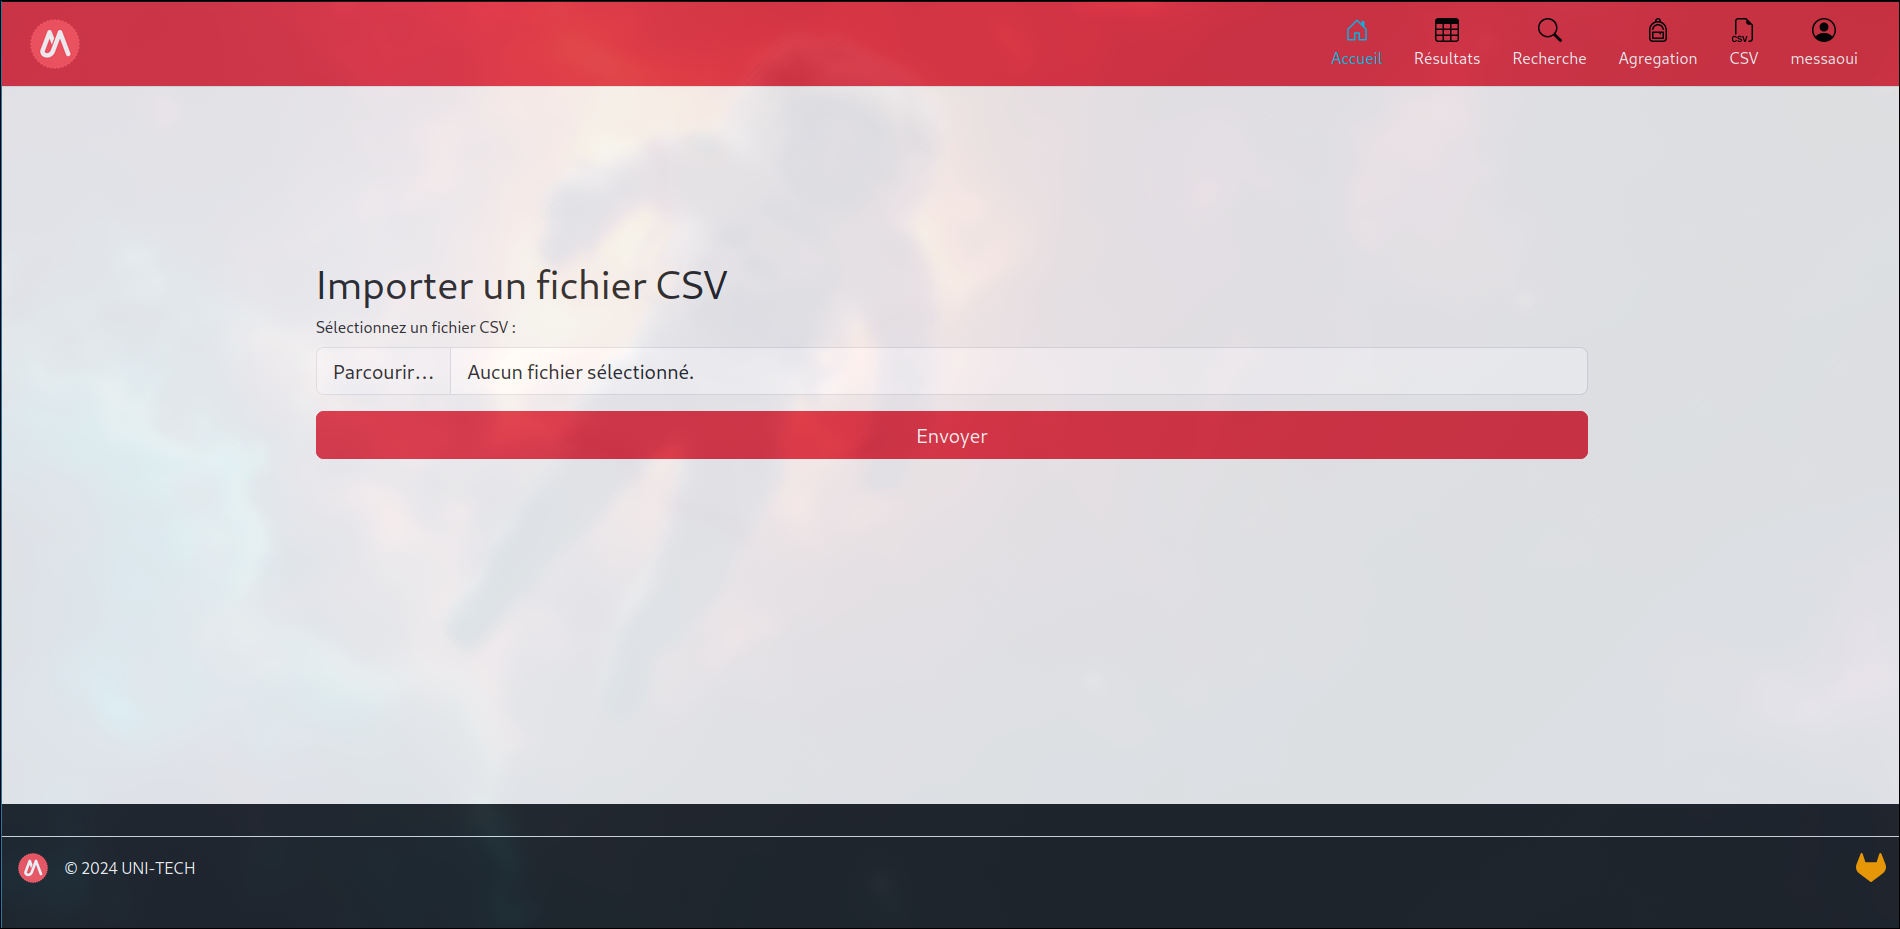 Accueil Résultats Recherche Agregation CSV messaoui
Importer un fichier CSV
Sélectionnez un fichier CSV :
Parcourir… Aucun fichier sélectionné.
Envoyer
© 2024 UNI-TECH